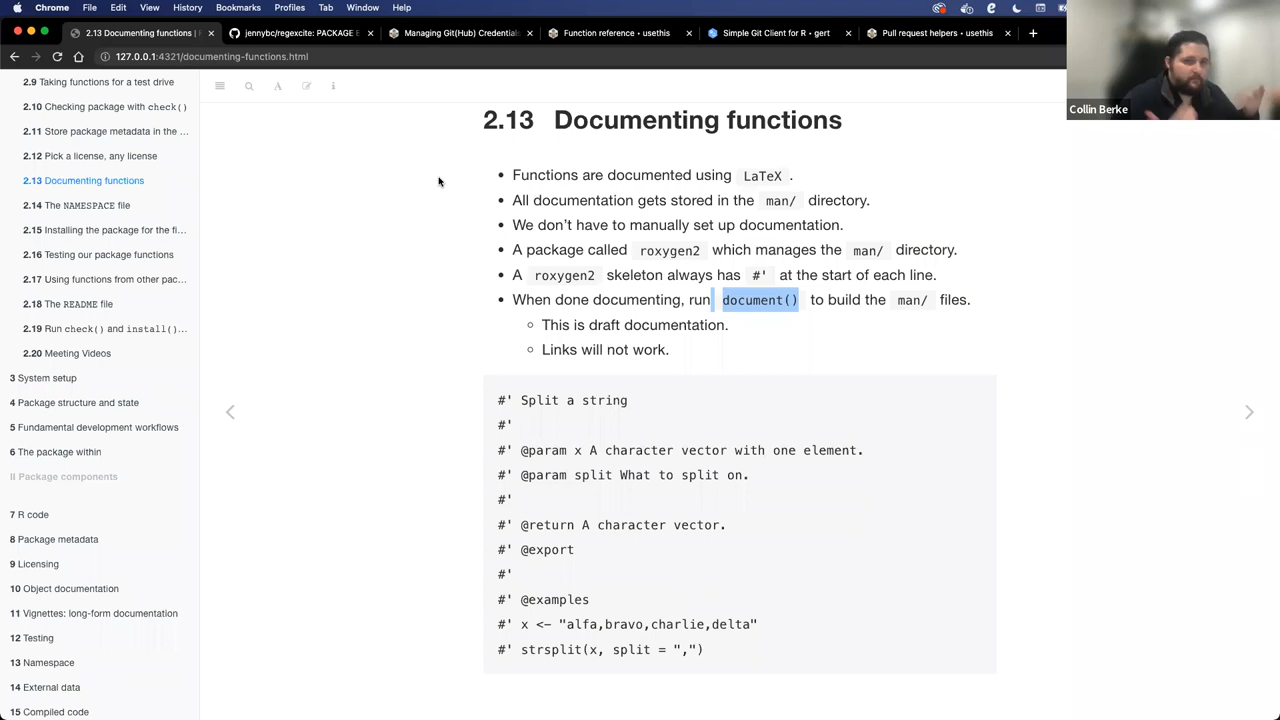 Chrome File Edit View History Bookmarks Profiles Tab Window Help
2.13 Documenting functions |
jennybc/regexcite: PACKAGE E
Managing Git(Hub) Credentials
Function reference • usethis
Simple Git Client for R • gert
Pull request helpers • usethis
127.0.0.1:4321/documenting-functions.html
Collin Berke
2.9 Taking functions for a test drive
2.10 Checking package with check()
2.11 Store package metadata in the ...
2.12 Pick a license, any license
2.13 Documenting functions
2.14 The NAMESPACE file
2.15 Installing the package for the fi...
2.16 Testing our package functions
2.17 Using functions from other pac...
2.18 The README file
2.19 Run check() and install()...
2.20 Meeting Videos
3 System setup
4 Package structure and state
5 Fundamental development workflows
6 The package within
II Package components
7 R code
8 Package metadata
9 Licensing
10 Object documentation
11 Vignettes: long-form documentation
12 Testing
13 Namespace
14 External data
15 Compiled code
2.13 Documenting functions
• Functions are documented using LaTeX.
• All documentation gets stored in the man/ directory.
• We don't have to manually set up documentation.
• A package called roxygen2 which manages the man/ directory.
• A roxygen2 skeleton always has #' at the start of each line.
• When done documenting, run document() to build the man/ files.
◦ This is draft documentation.
◦ Links will not work.
#' Split a string
#'
#' @param x A character vector with one element.
#' @param split What to split on.
#'
#' @return A character vector.
#' @export
#'
#' @examples
#' x <- "alfa,bravo,charlie,delta"
#' strsplit(x, split = ",")